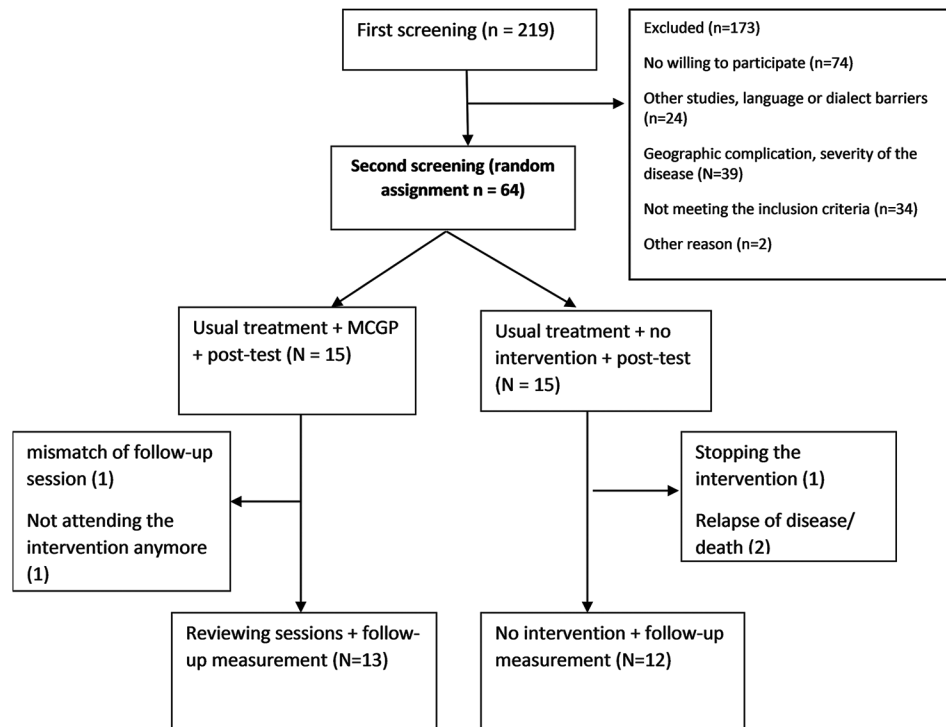 First screening (n = 219)
Excluded (n=173)
No willing to participate (n=74)
Other studies, language or dialect barriers
(n=24)
Geographic complication, severity of the
disease (N=39)
Not meeting the inclusion criteria (n=34)
Other reason (n=2)
Second screening (random
assignment n = 64)
Usual treatment + MCGP
+ post-test (N = 15)
Usual treatment + no
intervention + post-test
(N = 15)
mismatch of follow-up
session (1)
Not attending the
intervention anymore
(1)
Stopping the
intervention (1)
Relapse of disease/
death (2)
Reviewing sessions + follow-
up measurement (N=13)
No intervention + follow-up
measurement (N=12)